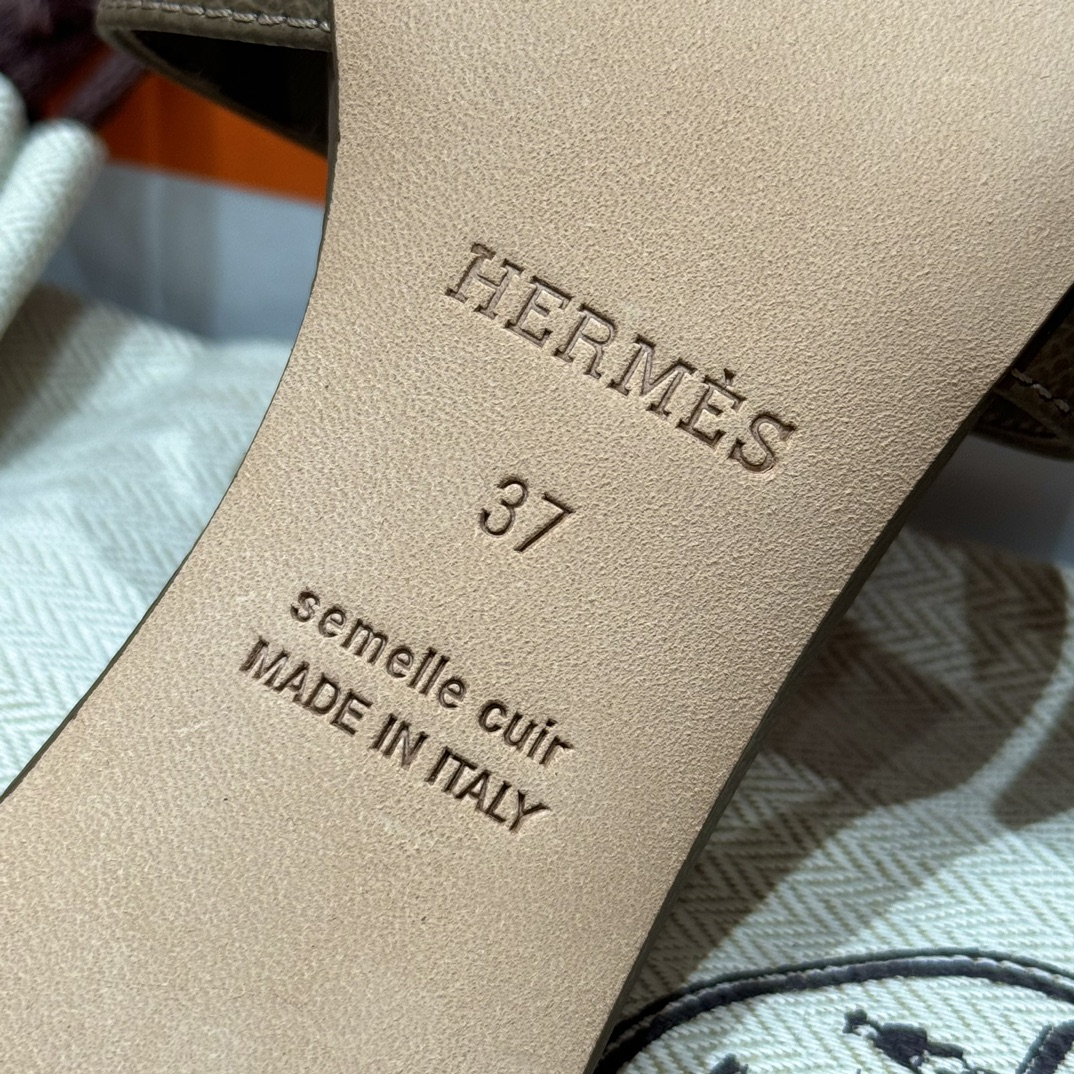 HERMÈS
37
semelle cuir
MADE IN ITALY